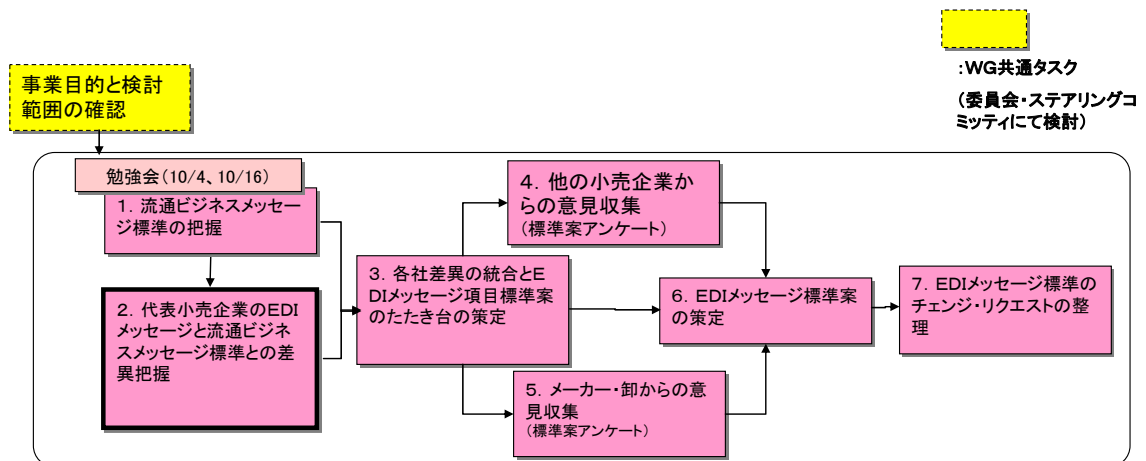 :WG共通タスク
(委員会・ステアリングコ
ミッティにて検討)
事業目的と検討
範囲の確認
勉強会(10/4、10/16)
1. 流通ビジネスメッセー
ジ標準の把握
2. 代表小売企業のEDI
メッセージと流通ビジネ
スメッセージ標準との差
異把握
3. 各社差異の統合とE
DIメッセージ項目標準案
のたたき台の策定
4. 他の小売企業か
らの意見収集
(標準案アンケート)
5. メーカー・卸からの意
見収集
(標準案アンケート)
6. EDIメッセージ標準案
の策定
7. EDIメッセージ標準の
チェンジ・リクエストの整
理